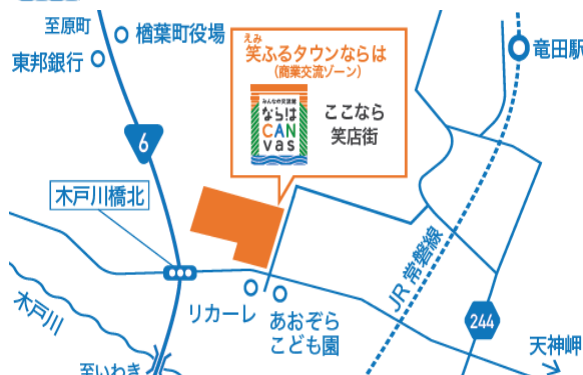 至原町
楢葉町役場
東邦銀行
えみ
笑ふるタウンならは
(商業交流ゾーン)
みんなの交流館
ならは
CAN
vas
ここなら
笑店街
竜田駅
6
木戸川橋北
JR 常磐線
木戸川
リカーレ
あおぞら
こども園
244
天神岬
至いわき